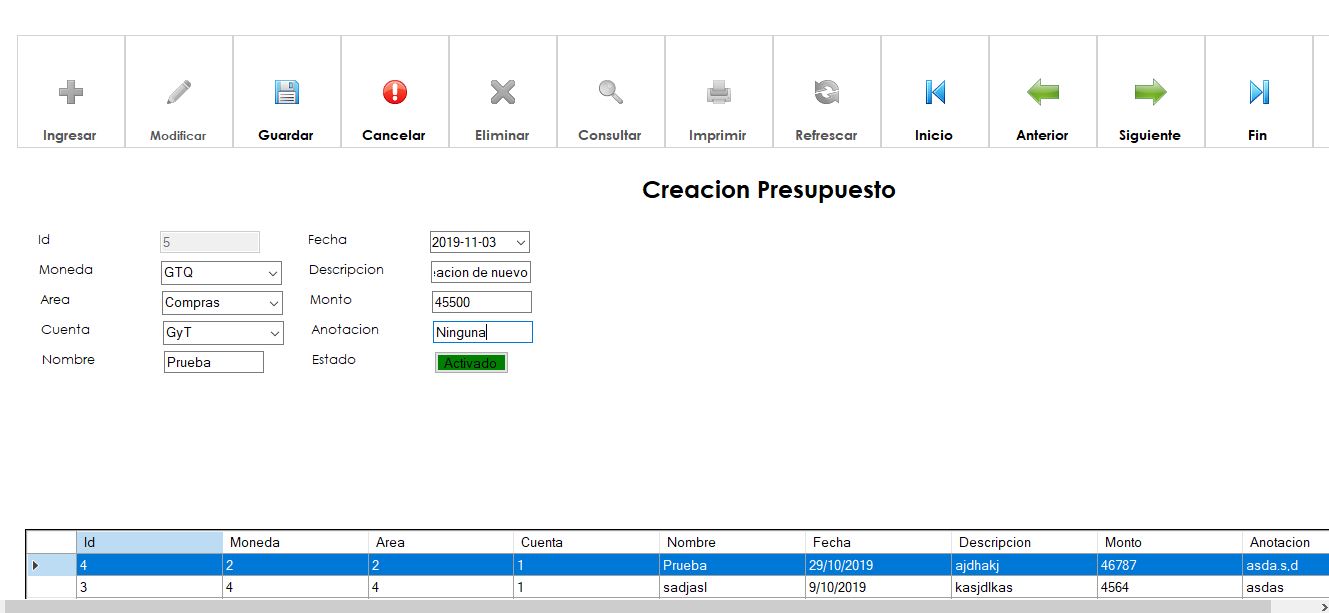 Ingresar Modificar Guardar Cancelar Eliminar Consultar Imprimir Refrescar Inicio Anterior Siguiente Fin
Creacion Presupuesto
Id 5 Fecha 2019-11-03
Moneda GTQ Descripcion eacion de nuevo
Area Compras Monto 45500
Cuenta GyT Anotacion Ninguna
Nombre Prueba Estado Activado
Id Moneda Area Cuenta Nombre Fecha Descripcion Monto Anotacion
4 2 2 1 Prueba 29/10/2019 ajdhakj 46787 asda.s,d
3 4 4 1 sadjasl 9/10/2019 kasjdlkas 4564 asdas